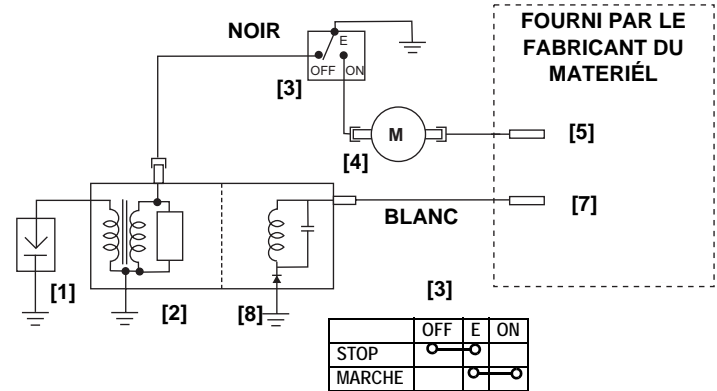 NOIR
E
OFF ON
[3]
FOURNI PAR LE
FABRICANT DU
MATERIÉL
M
[4]
[5]
BLANC
[7]
[1]
[2]
[8]
[3]
OFF E ON
STOP
MARCHE